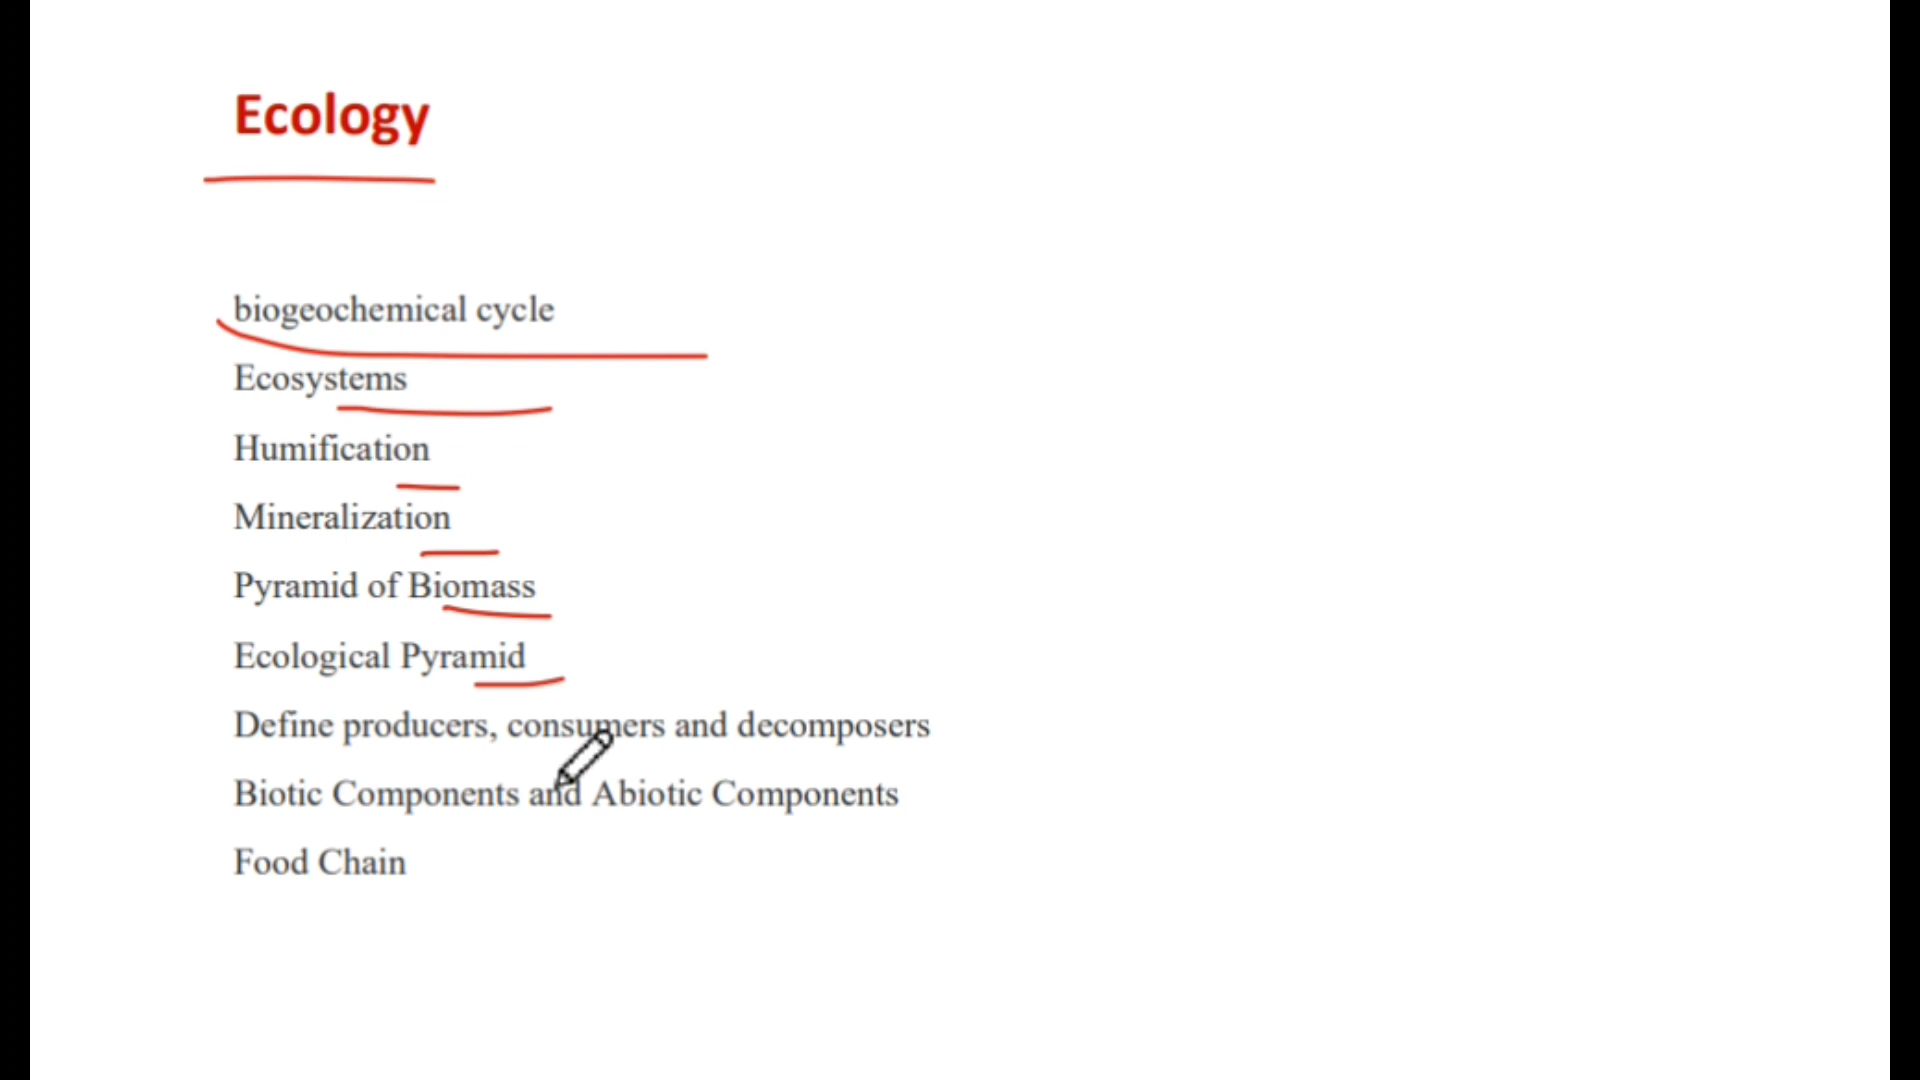 Ecology
biogeochemical cycle
Ecosystems
Humification
Mineralization
Pyramid of Biomass
Ecological Pyramid
Define producers, consumers and decomposers
Biotic Components and Abiotic Components
Food Chain